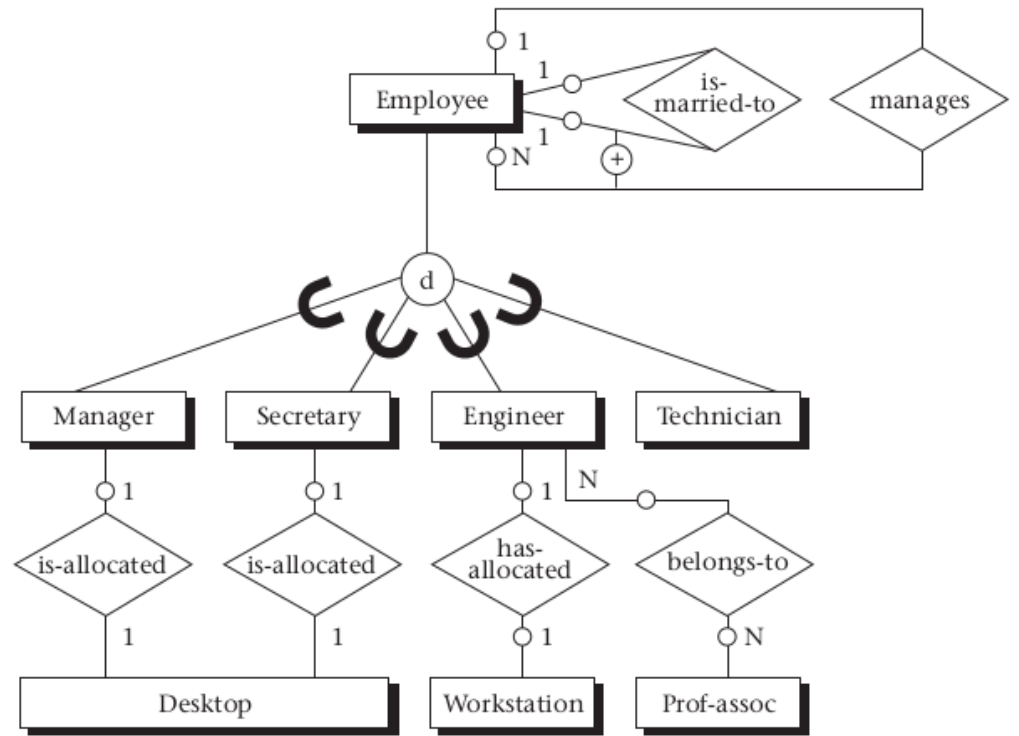 1
1
is-
married-to
manages
Employee
1
N
+
d
Manager
Secretary
Engineer
Technician
N
1
1
1
is-allocated
is-allocated
has-
allocated
belongs-to
1
1
1
N
Desktop
Workstation
Prof-assoc